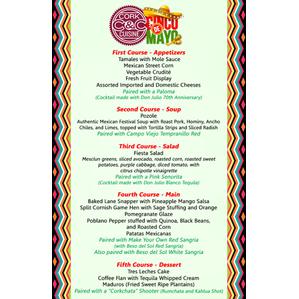 CORK
C&C
CUISINE
CINCO
DE
MAYO
First Course - Appetizers
Tamales with Mole Sauce
Mexican Street Corn
Vegetable Crudité
Fresh Fruit Display
Assorted Imported and Domestic Cheeses
Paired with a Paloma
(Cocktail made with Don Julio 70th Anniversary)
Second Course - Soup
Pozole
Authentic Mexican Festival Soup with Roast Pork, Hominy, Ancho
Chiles, and Limes, topped with Tortilla Strips and Sliced Radish
Paired with Campo Viejo Tempranillo Red
Third Course - Salad
Fiesta Salad
Mesclun greens, sliced avocado, roasted corn, roasted sweet
potatoes, purple cabbage, diced tomato, with
citrus chipotle vinaigrette
Paired with a Pink Senorita
(Cocktail made with Don Julio Blanco Tequila)
Fourth Course - Main
Baked Lane Snapper with Pineapple Mango Salsa
Split Cornish Game Hen with Sage Stuffing and Orange
Pomegranate Glaze
Poblano Pepper stuffed with Quinoa, Black Beans,
and Roasted Corn
Patatas Mexicanas
Paired with Make Your Own Red Sangria
(with Beso del Sol Red Sangria)
Also paired with Beso del Sol White Sangria
Fifth Course - Dessert
Tres Leches Cake
Coffee Flan with Tequila Whipped Cream
Maduros (Fried Sweet Ripe Plantains)
Paired with a "Corkchata" Shooter (Rumchata and Kahlua Shot)